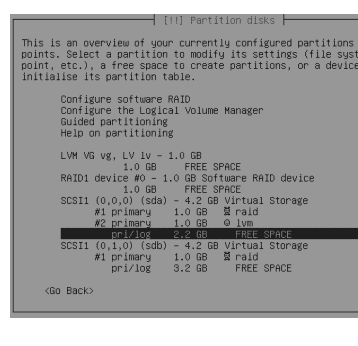 [!!] Partition disks
This is an overview of your currently configured partitions
points. Select a partition to modify its settings (file syst
point, etc.), a free space to create partitions, or a device
initialise its partition table.
Configure software RAID
Configure the Logical Volume Manager
Guided partitioning
Help on partitioning
LVM VG vg, LV lv - 1.0 GB
1.0 GB FREE SPACE
RAID1 device #0 - 1.0 GB Software RAID device
1.0 GB FREE SPACE
SCSI1 (0,0,0) (sda) - 4.2 GB Virtual Storage
#1 primary 1.0 GB raid
#2 primary 1.0 GB lvm
pri/log 2.2 GB FREE SPACE
SCSI1 (0,1,0) (sdb) - 4.2 GB Virtual Storage
#1 primary 1.0 GB raid
pri/log 3.2 GB FREE SPACE
<Go Back>